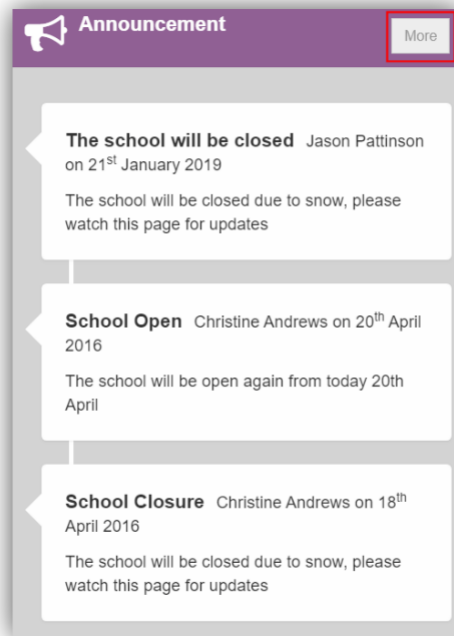 Announcement
More
The school will be closed Jason Pattinson
on 21st January 2019
The school will be closed due to snow, please
watch this page for updates
School Open Christine Andrews on 20th April
2016
The school will be open again from today 20th
April
School Closure Christine Andrews on 18th
April 2016
The school will be closed due to snow, please
watch this page for updates